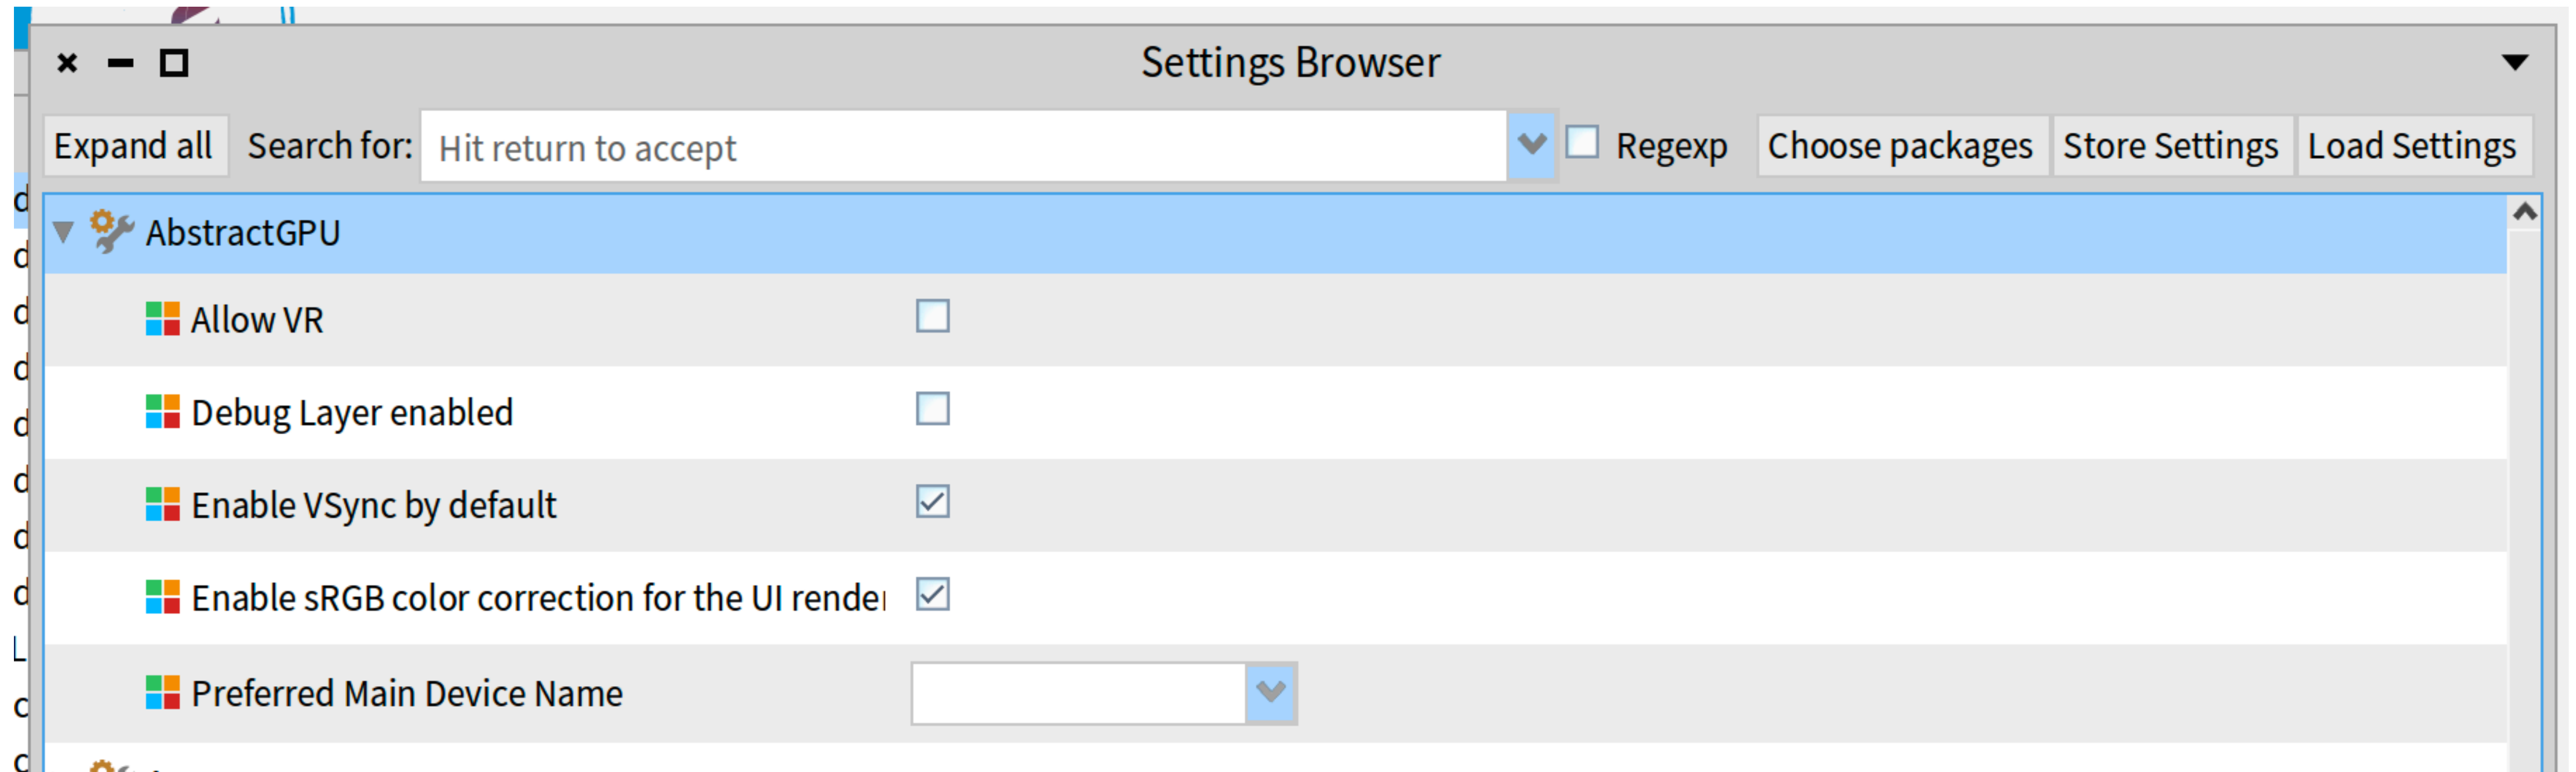 Settings Browser
Expand all Search for: Hit return to accept Regexp Choose packages Store Settings Load Settings
AbstractGPU
Allow VR
Debug Layer enabled
Enable VSync by default
Enable sRGB color correction for the UI render
Preferred Main Device Name